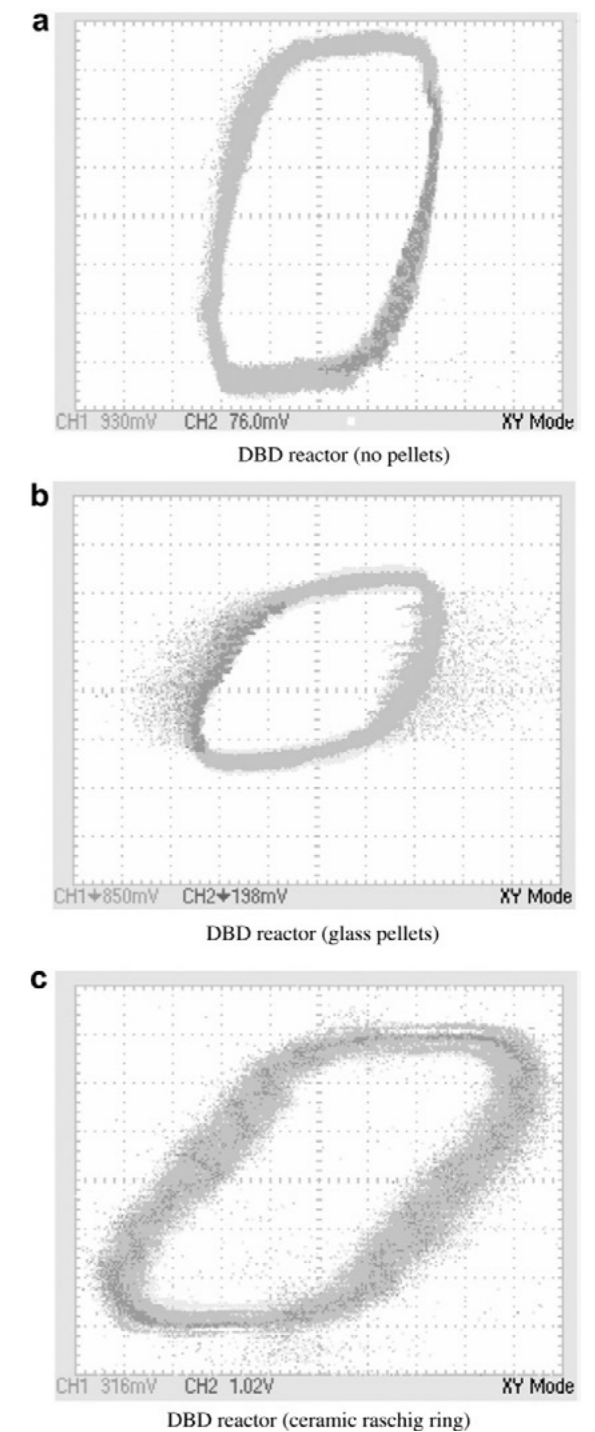 a
CH1 930mV CH2 76.0mV XY Mode
DBD reactor (no pellets)
b
CH1 850mV CH2 198mV XY Mode
DBD reactor (glass pellets)
c
CH1 316mV CH2 1.02V XY Mode
DBD reactor (ceramic raschig ring)